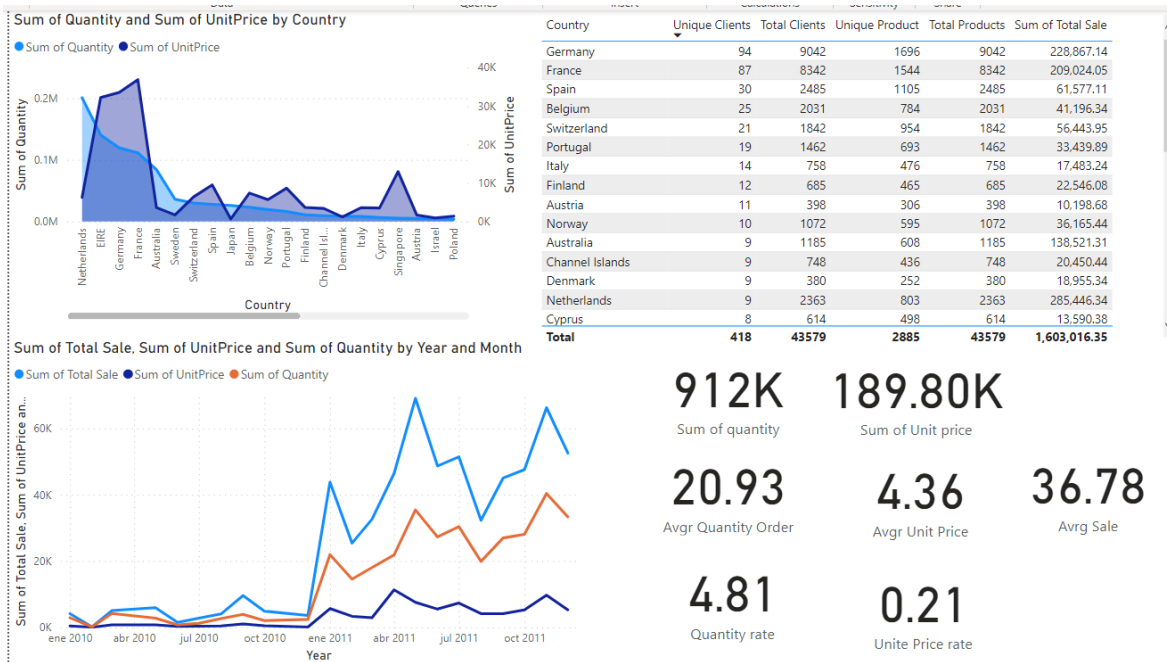 Data Queries Insert Calculations Sensitivity Share
Sum of Quantity and Sum of UnitPrice by Country
Sum of Quantity Sum of UnitPrice
Sum of Quantity
0.2M
0.1M
0.0M
40K
30K
20K
10K
0K
Sum of UnitPrice
Netherlands
EIRE
Germany
France
Australia
Sweden
Switzerland
Spain
Japan
Belgium
Norway
Portugal
Finland
Channel Isl...
Denmark
Italy
Cyprus
Singapore
Austria
Israel
Poland
Country
Country Unique Clients Total Clients Unique Product Total Products Sum of Total Sale
Germany 94 9042 1696 9042 228,867.14
France 87 8342 1544 8342 209,024.05
Spain 30 2485 1105 2485 61,577.11
Belgium 25 2031 784 2031 41,196.34
Switzerland 21 1842 954 1842 56,443.95
Portugal 19 1462 693 1462 33,439.89
Italy 14 758 476 758 17,483.24
Finland 12 685 465 685 22,546.08
Austria 11 398 306 398 10,198.68
Norway 10 1072 595 1072 36,165.44
Australia 9 1185 608 1185 138,521.31
Channel Islands 9 748 436 748 20,450.44
Denmark 9 380 252 380 18,955.34
Netherlands 9 2363 803 2363 285,446.34
Cyprus 8 614 498 614 13,590.38
Total 418 43579 2885 43579 1,603,016.35
Sum of Total Sale, Sum of UnitPrice and Sum of Quantity by Year and Month
Sum of Total Sale Sum of UnitPrice Sum of Quantity
Sum of Total Sale, Sum of UnitPrice an...
60K
40K
20K
0K
ene 2010 abr 2010 jul 2010 oct 2010 ene 2011 abr 2011 jul 2011 oct 2011
Year
912K
Sum of quantity
189.80K
Sum of Unit price
20.93
Avgr Quantity Order
4.36
Avgr Unit Price
36.78
Avrg Sale
4.81
Quantity rate
0.21
Unite Price rate